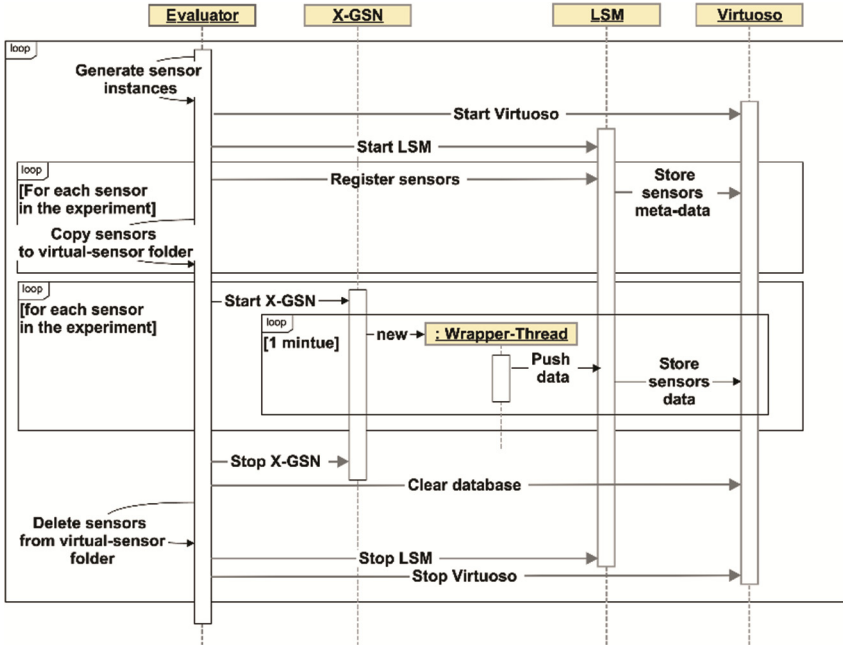 Evaluator
X-GSN
LSM
Virtuoso
loop
Generate sensor
instances
Start Virtuoso
Start LSM
loop
[For each sensor
in the experiment]
Register sensors
Store
sensors
meta-data
Copy sensors
to virtual-sensor folder
loop
[for each sensor
in the experiment]
Start X-GSN
loop
[1 mintue]
new
: Wrapper-Thread
Push
data
Store
sensors
data
Stop X-GSN
Clear database
Delete sensors
from virtual-sensor
folder
Stop LSM
Stop Virtuoso